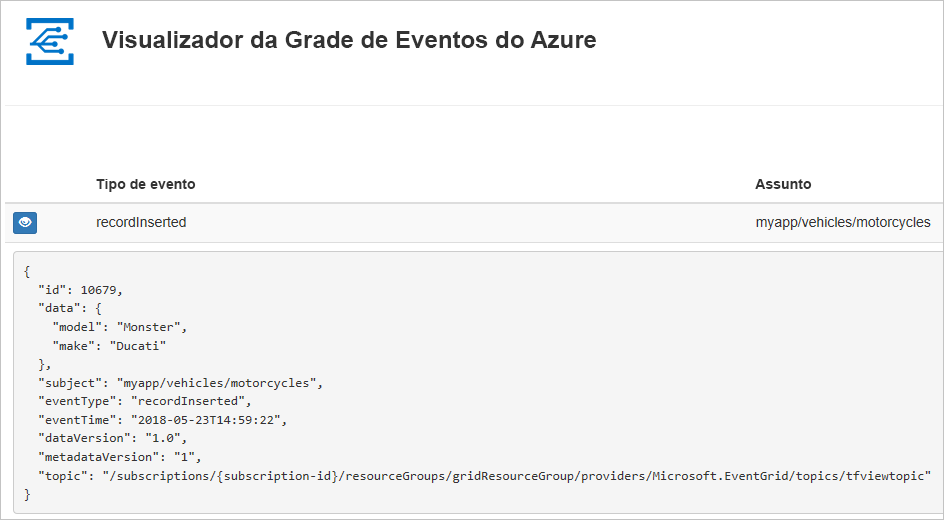 Visualizador da Grade de Eventos do Azure
Tipo de evento Assunto
recordInserted myapp/vehicles/motorcycles
{
  "id": 10679,
  "data": {
    "model": "Monster",
    "make": "Ducati"
  },
  "subject": "myapp/vehicles/motorcycles",
  "eventType": "recordInserted",
  "eventTime": "2018-05-23T14:59:22",
  "dataVersion": "1.0",
  "metadataVersion": "1",
  "topic": "/subscriptions/{subscription-id}/resourceGroups/gridResourceGroup/providers/Microsoft.EventGrid/topics/tfviewtopic"
}